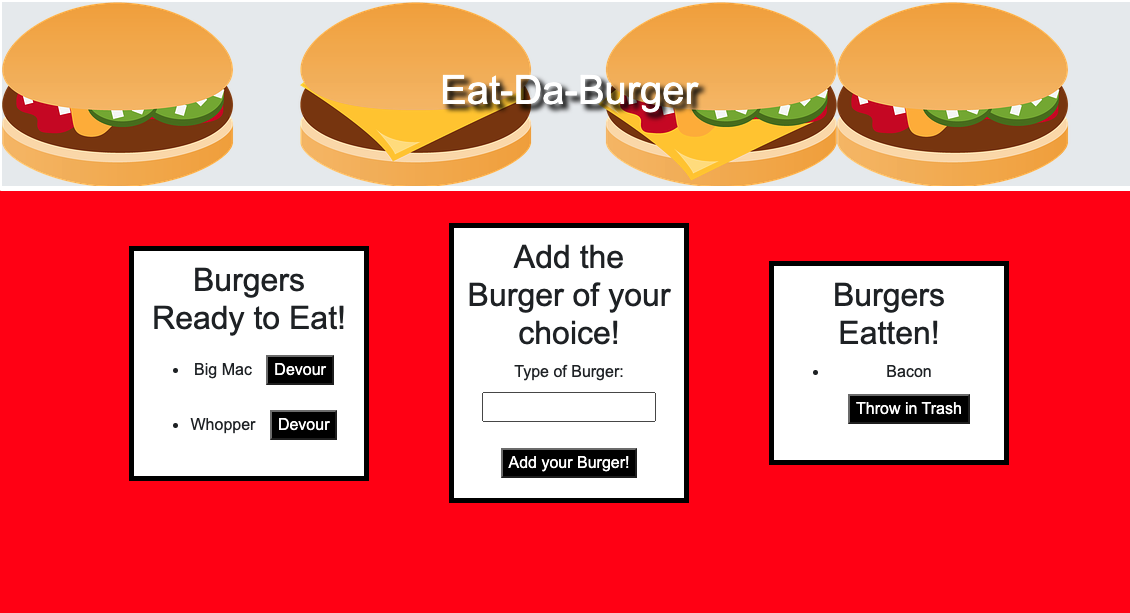 Eat-Da-Burger
Burgers
Ready to Eat!
Big Mac Devour
Whopper Devour
Add the
Burger of your
choice!
Type of Burger:
Add your Burger!
Burgers
Eatten!
Bacon
Throw in Trash